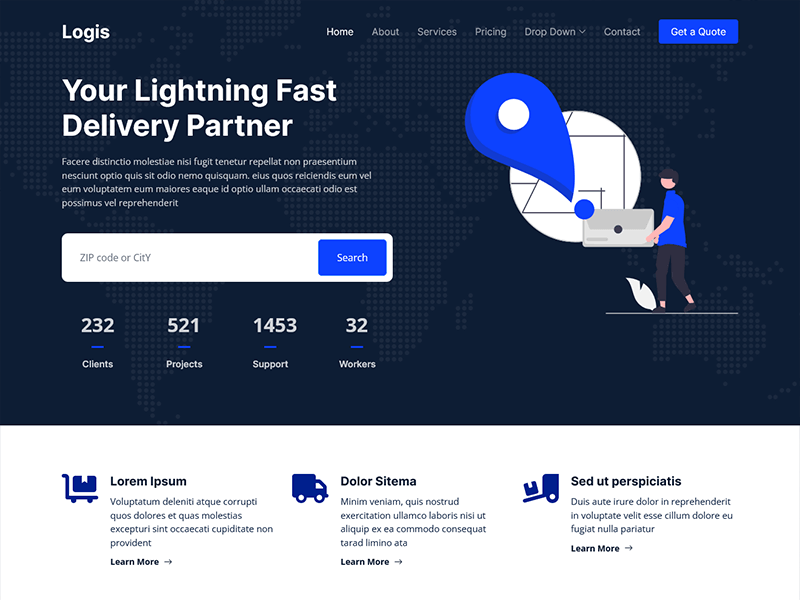 Logis
Home About Services Pricing Drop Down Contact Get a Quote
Your Lightning Fast
Delivery Partner
Facere distinctio molestiae nisi fugit tenetur repellat non praesentium
nesciunt optio quis sit odio nemo quisquam. eius quos reiciendis eum vel
eum voluptatem eum maiores eaque id optio ullam occaecati odio est
possimus vel reprehenderit
ZIP code or CitY
Search
232 521 1453 32
Clients Projects Support Workers
Lorem Ipsum
Voluptatum deleniti atque corrupti
quos dolores et quas molestias
excepturi sint occaecati cupiditate non
provident
Learn More →
Dolor Sitema
Minim veniam, quis nostrud
exercitation ullamco laboris nisi ut
aliquip ex ea commodo consequat
tarad limino ata
Learn More →
Sed ut perspiciatis
Duis aute irure dolor in reprehenderit
in voluptate velit esse cillum dolore eu
fugiat nulla pariatur
Learn More →